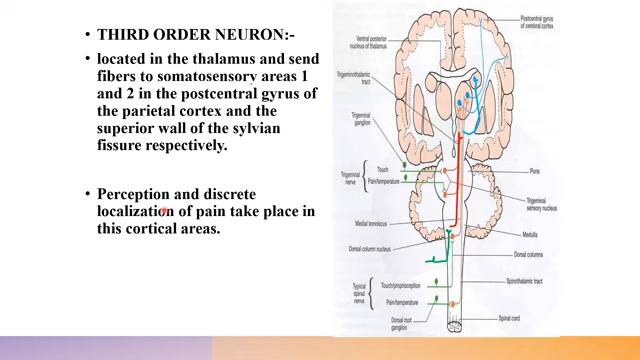 THIRD ORDER NEURON:-
located in the thalamus and send
fibers to somatosensory areas 1
and 2 in the postcentral gyrus of
the parietal cortex and the
superior wall of the sylvian
fissure respectively.
Perception and discrete
localization of pain take place in
this cortical areas.
Postcentral gyrus
of cerebral cortex
Ventral posterior
nucleus of thalamus
Trigeminothalamic
tract
Trigeminal
ganglion
Touch
Trigeminal
nerve
Pain/temperature
Pons
Trigeminal
sensory nucleus
Medial lemniscus
Medulla
Dorsal column nucleus
Dorsal columns
Typical
spinal
nerve
Touch/proprioception
Spinothalamic tract
Pain/temperature
Dorsal root
ganglion
Spinal cord